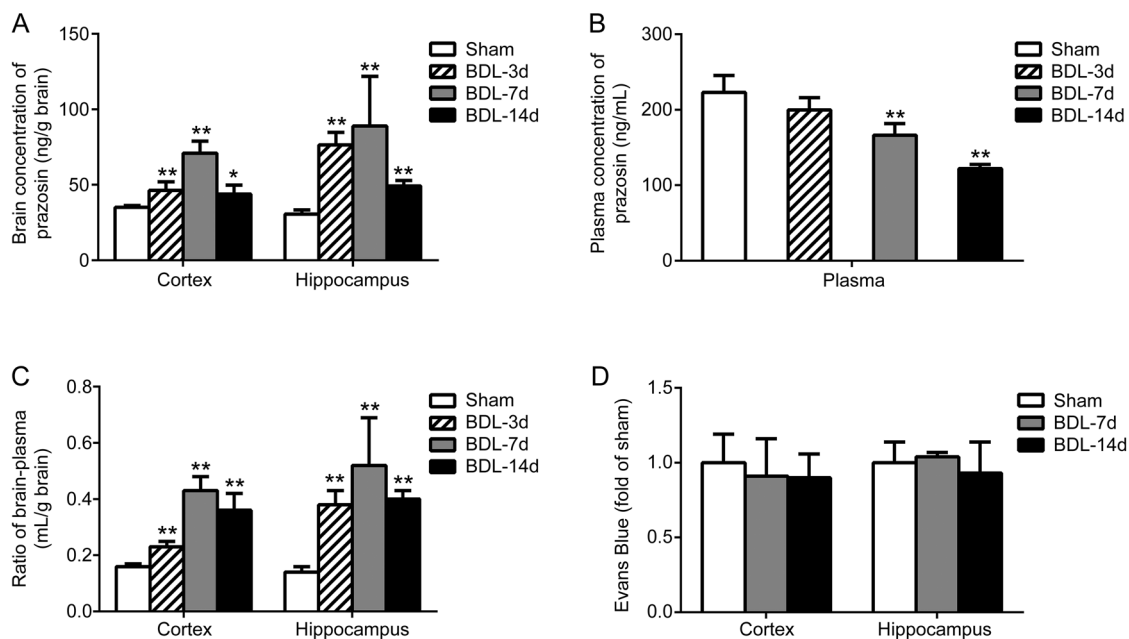 A
Brain concentration of
prazosin (ng/g brain)
150
100
50
0
**
**
*
**
**
**
Cortex
Hippocampus
Sham
BDL-3d
BDL-7d
BDL-14d
B
Plasma concentration of
prazosin (ng/mL)
300
200
100
0
**
**
Plasma
Sham
BDL-3d
BDL-7d
BDL-14d
C
Ratio of brain-plasma
(mL/g brain)
0.8
0.6
0.4
0.2
0.0
**
**
**
**
**
**
Cortex
Hippocampus
Sham
BDL-3d
BDL-7d
BDL-14d
D
Evans Blue (fold of sham)
1.5
1.0
0.5
0.0
Cortex
Hippocampus
Sham
BDL-7d
BDL-14d